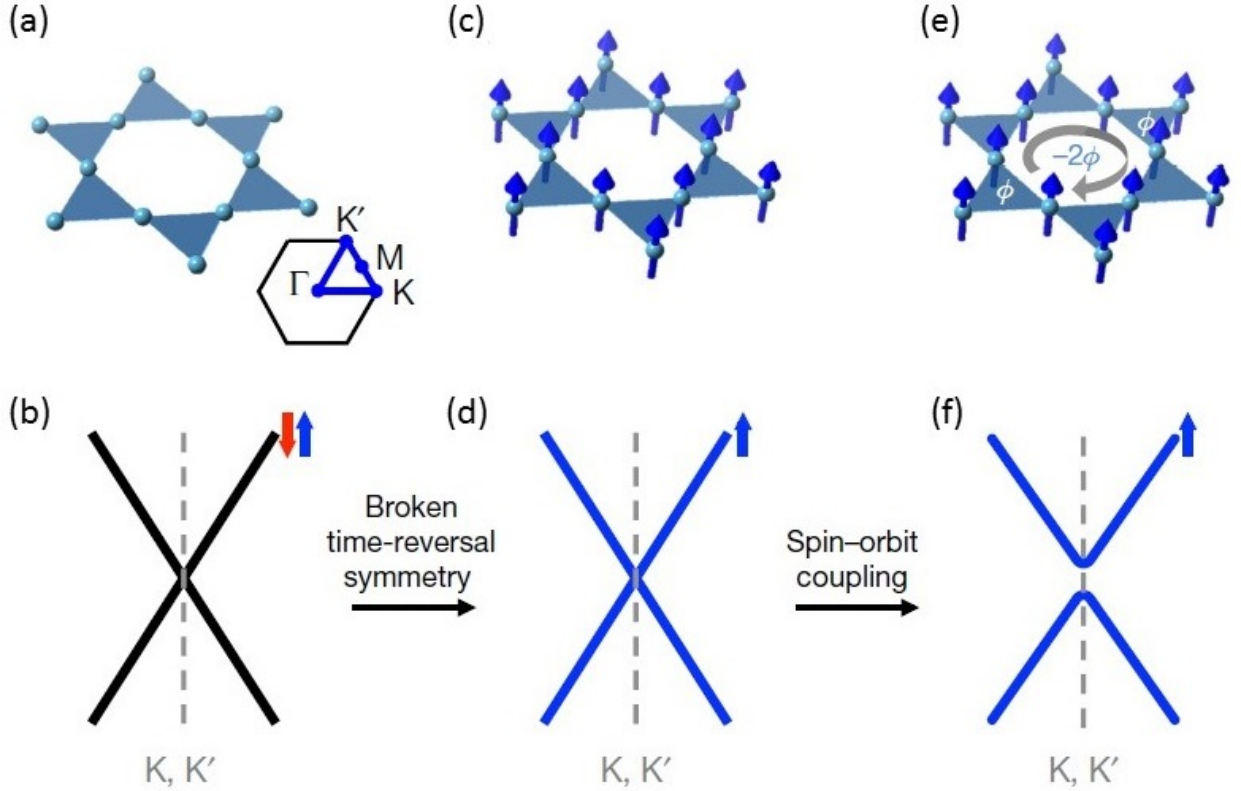 (a)
(c)
(e)
ϕ
−2ϕ
ϕ
K′
M
Γ
K
(b)
(d)
(f)
Broken
time-reversal
symmetry
Spin–orbit
coupling
K, K′
K, K′
K, K′